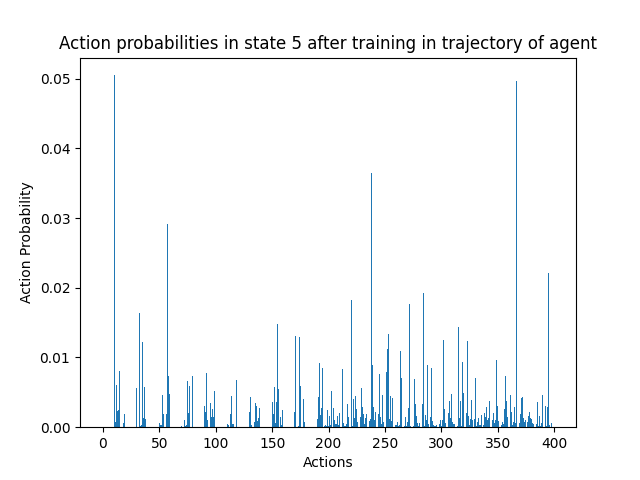 Action probabilities in state 5 after training in trajectory of agent
0.05
0.04
0.03
0.02
0.01
0.00
Action Probability
0 50 100 150 200 250 300 350 400
Actions